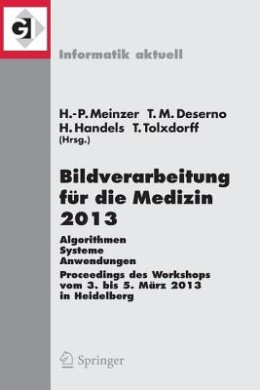 GI
Informatik aktuell
H.-P. Meinzer T. M. Deserno
H. Handels T. Tolxdorff
(Hrsg.)
Bildverarbeitung
für die Medizin
2013
Algorithmen
Systeme
Anwendungen
Proceedings des Workshops
vom 3. bis 5. März 2013
in Heidelberg
Springer